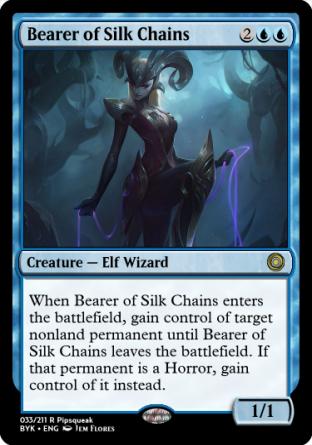 Bearer of Silk Chains 2
Creature — Elf Wizard
When Bearer of Silk Chains enters
the battlefield, gain control of target
nonland permanent until Bearer of
Silk Chains leaves the battlefield. If
that permanent is a Horror, gain
control of it instead.
033/211 R Pipsqueak
BYK • ENG Jem Flores
1/1